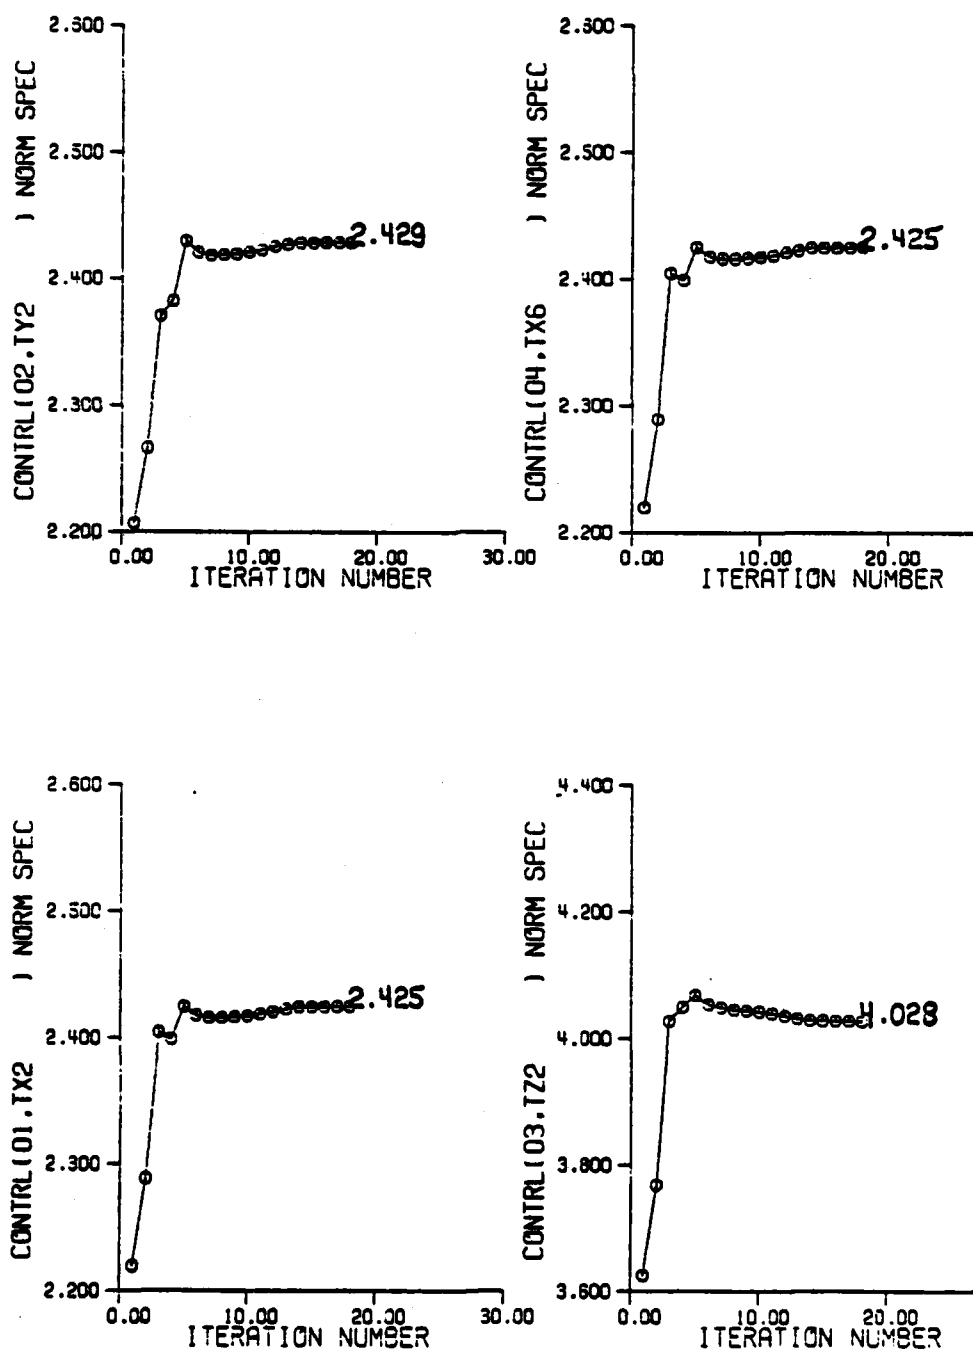 2.600
2.500
2.400
2.300
2.200
CONTRL(02,TY2 ) NORM SPEC
2.429
0.00 10.00 20.00 30.00
ITERATION NUMBER
2.600
2.500
2.400
2.300
2.200
CONTRL(04,TX6 ) NORM SPEC
2.425
0.00 10.00 20.00
ITERATION NUMBER
2.600
2.500
2.400
2.300
2.200
CONTRL(01,TX2 ) NORM SPEC
2.425
0.00 10.00 20.00 30.00
ITERATION NUMBER
4.400
4.200
4.000
3.800
3.600
CONTRL(03,TZ2 ) NORM SPEC
4.028
0.00 10.00 20.00
ITERATION NUMBER